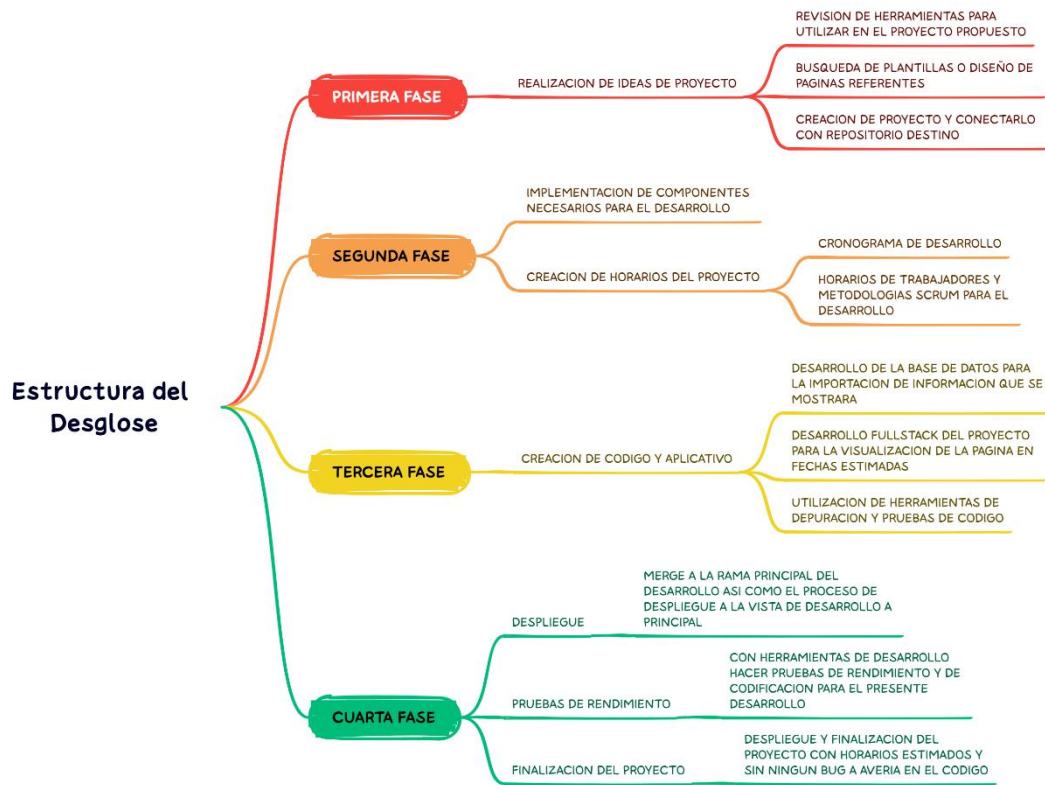 Estructura del
Desglose
PRIMERA FASE
REALIZACION DE IDEAS DE PROYECTO
REVISION DE HERRAMIENTAS PARA
UTILIZAR EN EL PROYECTO PROPUESTO
BUSQUEDA DE PLANTILLAS O DISEÑO DE
PAGINAS REFERENTES
CREACION DE PROYECTO Y CONECTARLO
CON REPOSITORIO DESTINO
SEGUNDA FASE
IMPLEMENTACION DE COMPONENTES
NECESARIOS PARA EL DESARROLLO
CREACION DE HORARIOS DEL PROYECTO
CRONOGRAMA DE DESARROLLO
HORARIOS DE TRABAJADORES Y
METODOLOGIAS SCRUM PARA EL
DESARROLLO
TERCERA FASE
CREACION DE CODIGO Y APLICATIVO
DESARROLLO DE LA BASE DE DATOS PARA
LA IMPORTACION DE INFORMACION QUE SE
MOSTRARA
DESARROLLO FULLSTACK DEL PROYECTO
PARA LA VISUALIZACION DE LA PAGINA EN
FECHAS ESTIMADAS
UTILIZACION DE HERRAMIENTAS DE
DEPURACION Y PRUEBAS DE CODIGO
CUARTA FASE
DESPLIEGUE
MERGE A LA RAMA PRINCIPAL DEL
DESARROLLO ASI COMO EL PROCESO DE
DESPLIEGUE A LA VISTA DE DESARROLLO A
PRINCIPAL
PRUEBAS DE RENDIMIENTO
CON HERRAMIENTAS DE DESARROLLO
HACER PRUEBAS DE RENDIMIENTO Y DE
CODIFICACION PARA EL PRESENTE
DESARROLLO
FINALIZACION DEL PROYECTO
DESPLIEGUE Y FINALIZACION DEL
PROYECTO CON HORARIOS ESTIMADOS Y
SIN NINGUN BUG A AVERIA EN EL CODIGO